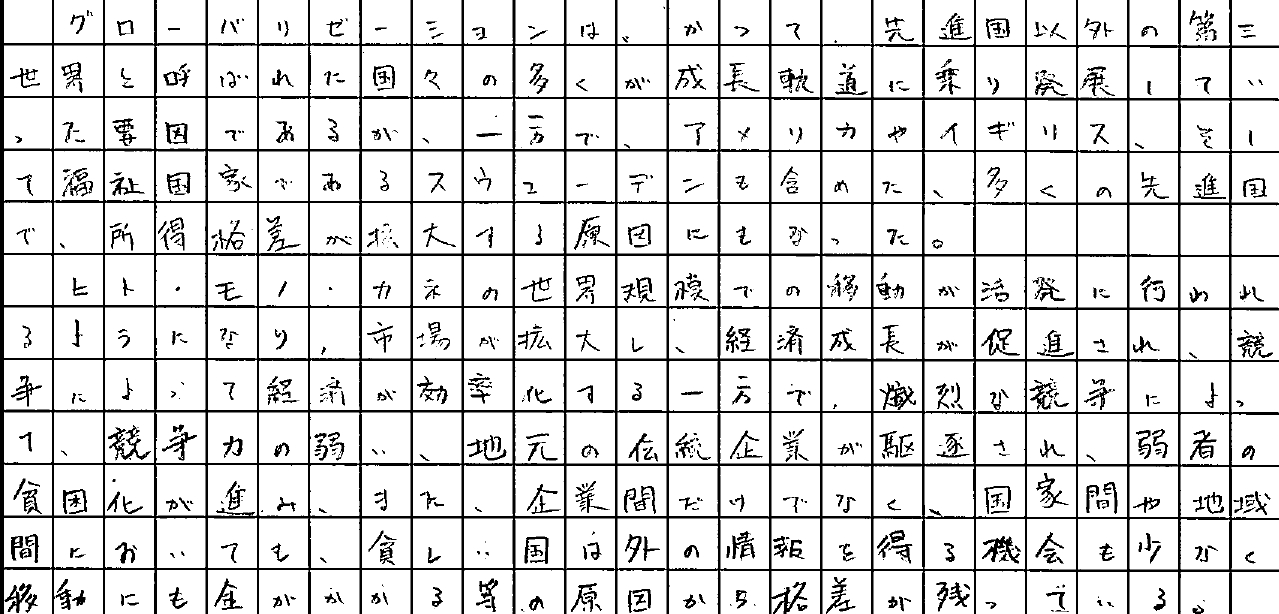 グローバリゼーションは、かつて、先進国以外の第三
世界と呼ばれた国々の多くが成長軌道に乗り発展してい
った要因であるが、一方で、アメリカやイギリス、そし
て福祉国家であるスウェーデンも含めた、多くの先進国
で、所得格差が拡大する原因にもなった。
ヒト・モノ・カネの世界規模での移動が活発に行われ
るようになり、市場が拡大し、経済成長が促進され、競
争によって経済が効率化する一方で、熾烈な競争によっ
て、競争力の弱い、地元の伝統企業が駆逐され、弱者の
貧困化が進み、また、企業間だけでなく、国家間や地域
間においても、貧しい国は外の情報を得る機会も少なく
移動にも金がかかる等の原因から格差が残っている。